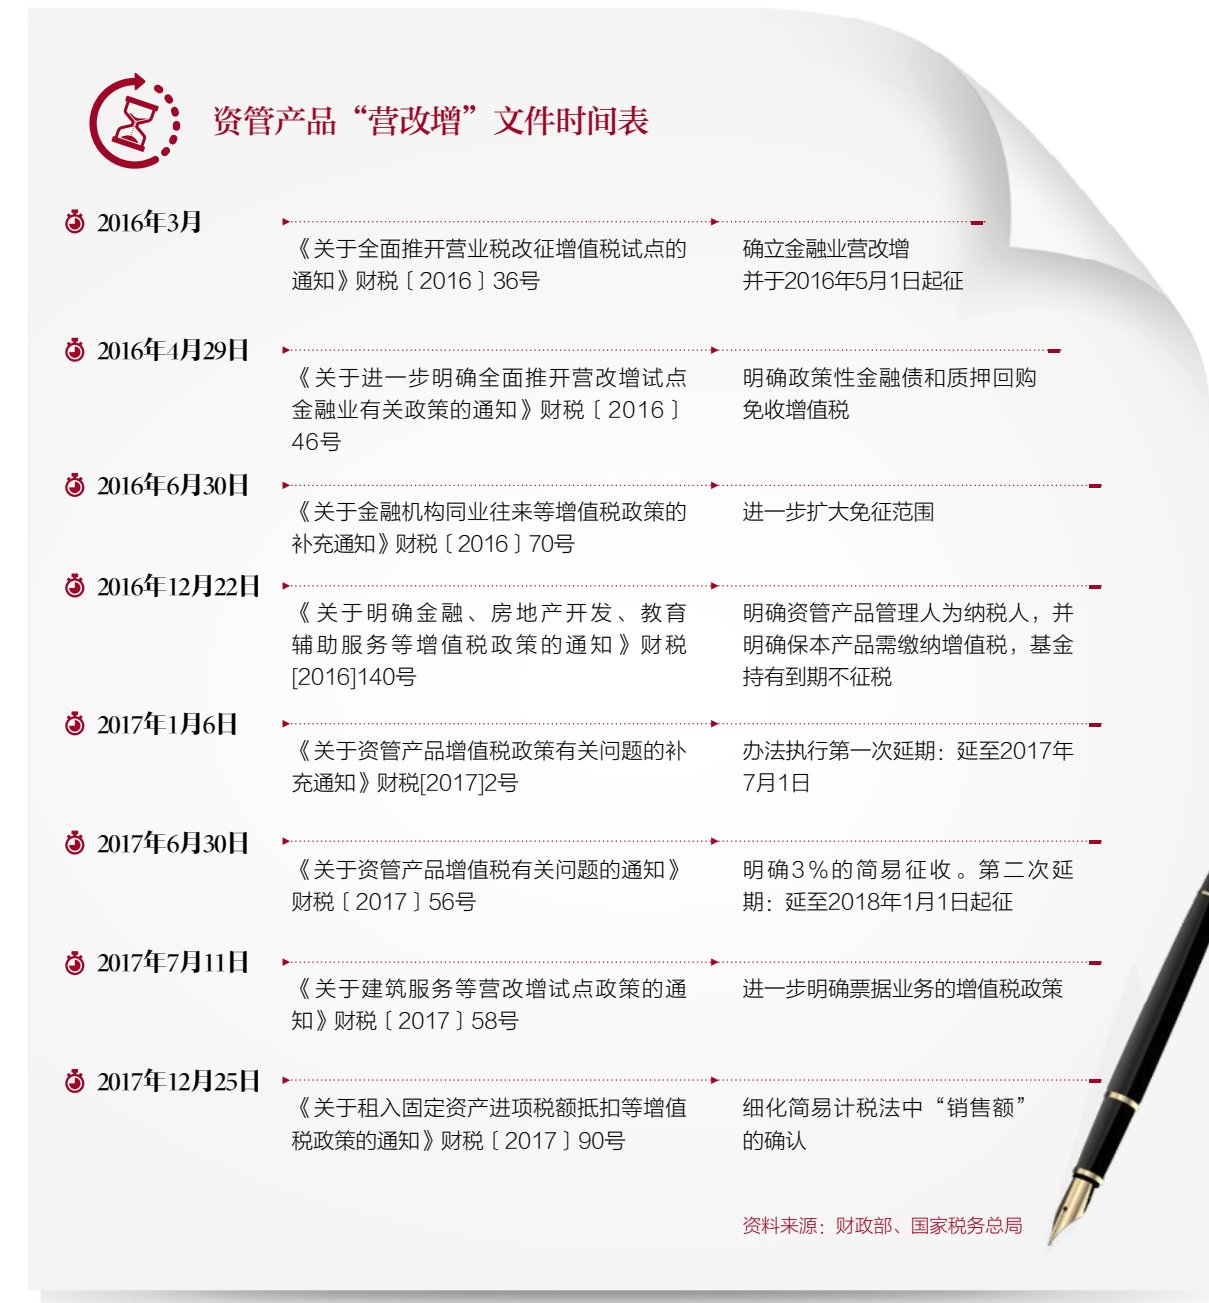 资管产品“营改增”文件时间表
2016年3月
《关于全面推开营业税改征增值税试点的
通知》财税〔2016〕36号
确立金融业营改增
并于2016年5月1日起征
2016年4月29日
《关于进一步明确全面推开营改增试点
金融业有关政策的通知》财税〔2016〕
46号
明确政策性金融债和质押回购
免收增值税
2016年6月30日
《关于金融机构同业往来等增值税政策的
补充通知》财税〔2016〕70号
进一步扩大免征范围
2016年12月22日
《关于明确金融、房地产开发、教育
辅助服务等增值税政策的通知》财税
[2016]140号
明确资管产品管理人为纳税人，并
明确保本产品需缴纳增值税，基金
持有到期不征税
2017年1月6日
《关于资管产品增值税政策有关问题的补
充通知》财税[2017]2号
办法执行第一次延期：延至2017年
7月1日
2017年6月30日
《关于资管产品增值税有关问题的通知》
财税〔2017〕56号
明确3%的简易征收。第二次延
期：延至2018年1月1日起征
2017年7月11日
《关于建筑服务等营改增试点政策的通
知》财税〔2017〕58号
进一步明确票据业务的增值税政策
2017年12月25日
《关于租入固定资产进项税额抵扣等增值
税政策的通知》财税〔2017〕90号
细化简易计税法中“销售额”
的确认
资料来源：财政部、国家税务总局